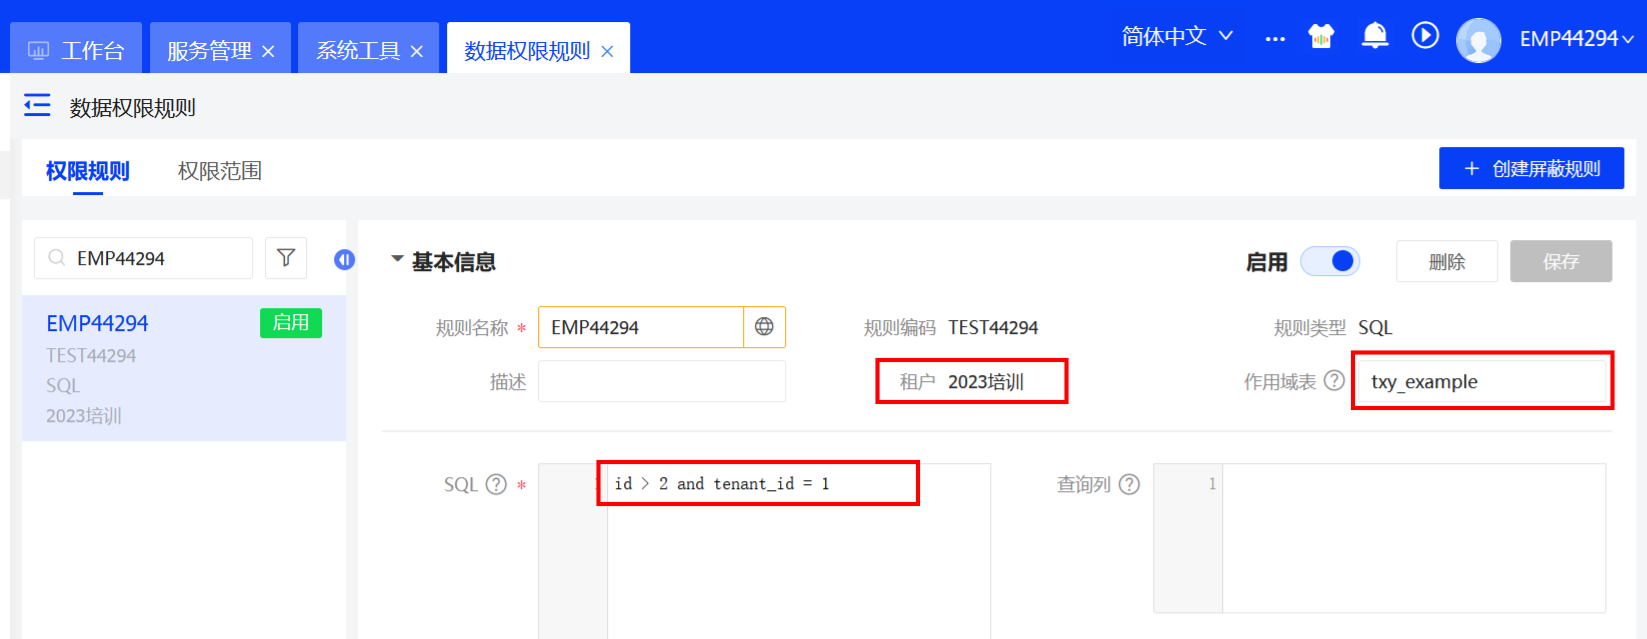 工作台 服务管理 × 系统工具 × 数据权限规则 × 简体中文 ... EMP44294
数据权限规则
权限规则 权限范围 + 创建屏蔽规则
EMP44294
基本信息 启用 删除 保存
EMP44294 启用
TEST44294
SQL
2023培训
规则名称 * EMP44294 规则编码 TEST44294 规则类型 SQL
描述 租户 2023培训 作用域表 ? txy_example
SQL ? * id > 2 and tenant_id = 1 查询列 ? 1